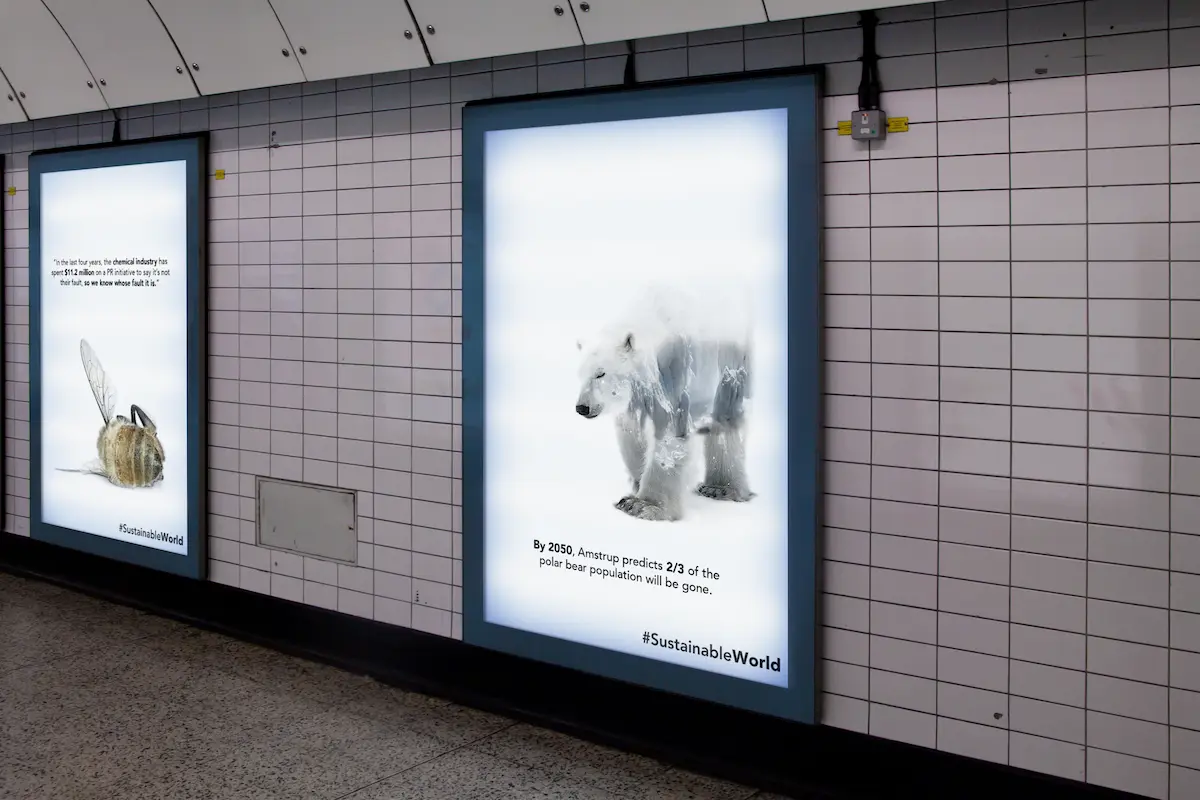 "In the last four years, the chemical industry has
spent $11.2 million on a PR initiative to say it's not
their fault, so we know whose fault it is."
#SustainableWorld
By 2050, Amstrup predicts 2/3 of the
polar bear population will be gone.
#SustainableWorld